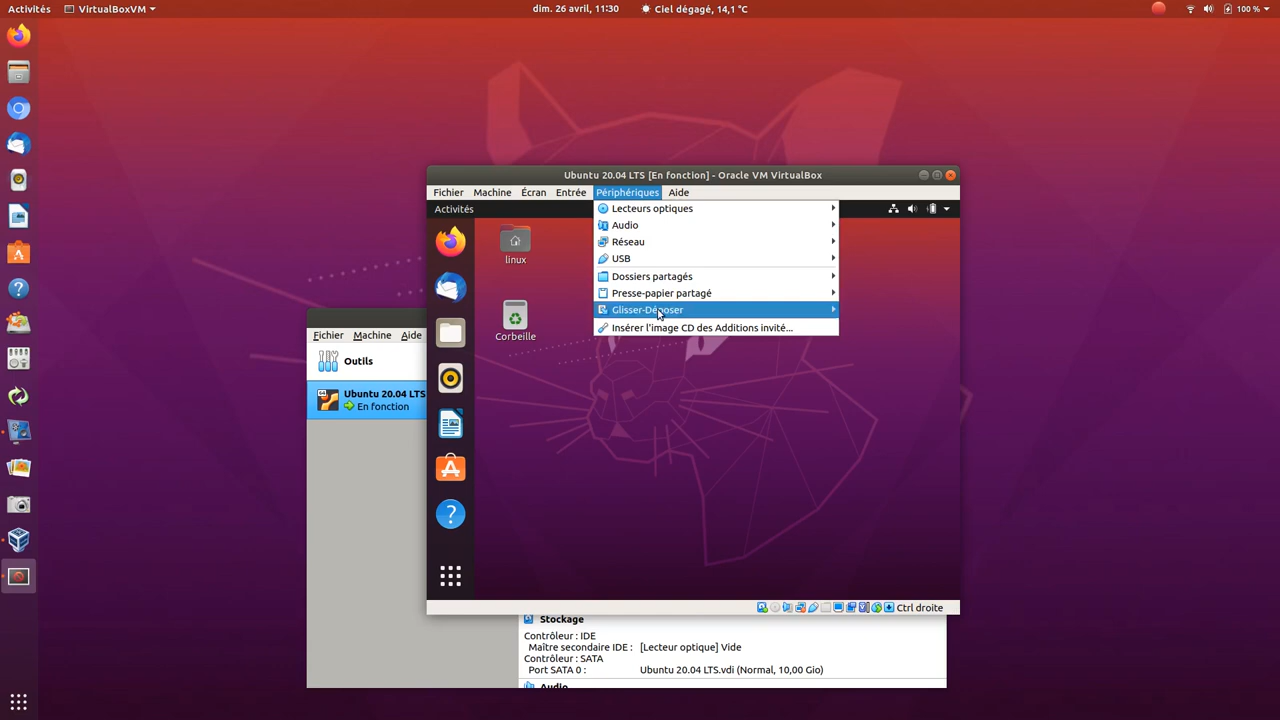 Activités
VirtualBoxVM
dim. 26 avril, 11:30
Ciel dégagé, 14,1 °C
100 %
Ubuntu 20.04 LTS [En fonction] - Oracle VM VirtualBox
Fichier Machine Écran Entrée Périphériques Aide
Activités
Lecteurs optiques
Audio
Réseau
USB
Dossiers partagés
Presse-papier partagé
Glisser-Déposer
Insérer l'image CD des Additions invité...
linux
Corbeille
Fichier Machine Aide
Outils
Ubuntu 20.04 LTS
En fonction
Ctrl droite
Stockage
Contrôleur : IDE
Maître secondaire IDE : [Lecteur optique] Vide
Contrôleur : SATA
Port SATA 0 : Ubuntu 20.04 LTS.vdi (Normal, 10,00 Gio)
Audio